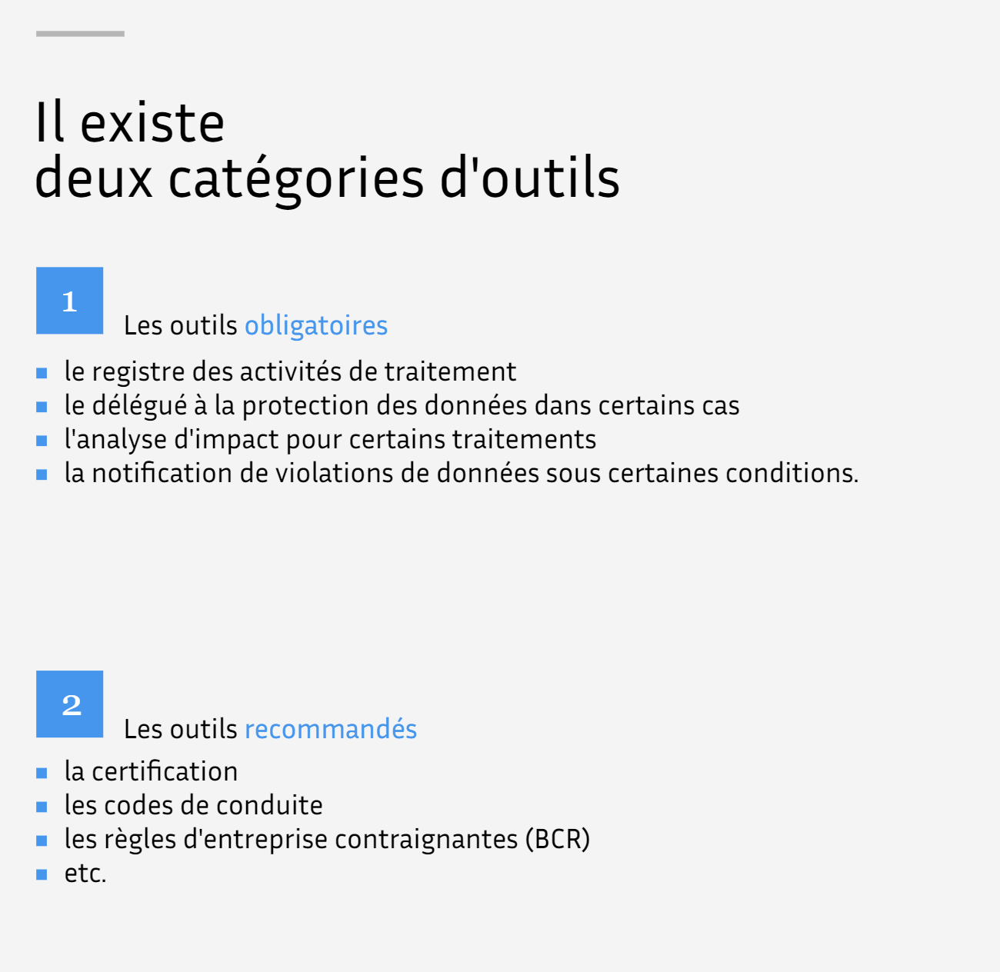 Il existe
deux catégories d'outils
1
Les outils obligatoires
le registre des activités de traitement
le délégué à la protection des données dans certains cas
l'analyse d'impact pour certains traitements
la notification de violations de données sous certaines conditions.
2
Les outils recommandés
la certification
les codes de conduite
les règles d'entreprise contraignantes (BCR)
etc.